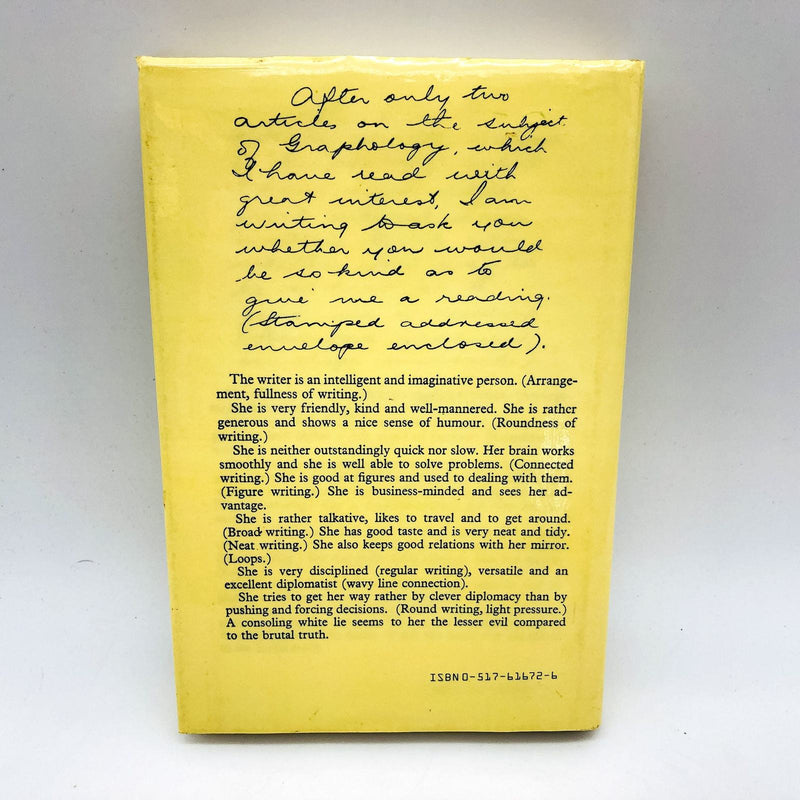 After only two
articles on the subject
of Graphology, which
I have read with
great interest, I am
writing to ask you
whether you would
be so kind as to
give me a reading.
(Stamped addressed
envelope enclosed).
The writer is an intelligent and imaginative person. (Arrange-
ment, fullness of writing.)
She is very friendly, kind and well-mannered. She is rather
generous and shows a nice sense of humour. (Roundness of
writing.)
She is neither outstandingly quick nor slow. Her brain works
smoothly and she is well able to solve problems. (Connected
writing.) She is good at figures and used to dealing with them.
(Figure writing.) She is business-minded and sees her ad-
vantage.
She is rather talkative, likes to travel and to get around.
(Broad writing.) She has good taste and is very neat and tidy.
(Neat writing.) She also keeps good relations with her mirror.
(Loops.)
She is very disciplined (regular writing), versatile and an
excellent diplomatist (wavy line connection).
She tries to get her way rather by clever diplomacy than by
pushing and forcing decisions. (Round writing, light pressure.)
A consoling white lie seems to her the lesser evil compared
to the brutal truth.
ISBN 0-517-61672-6